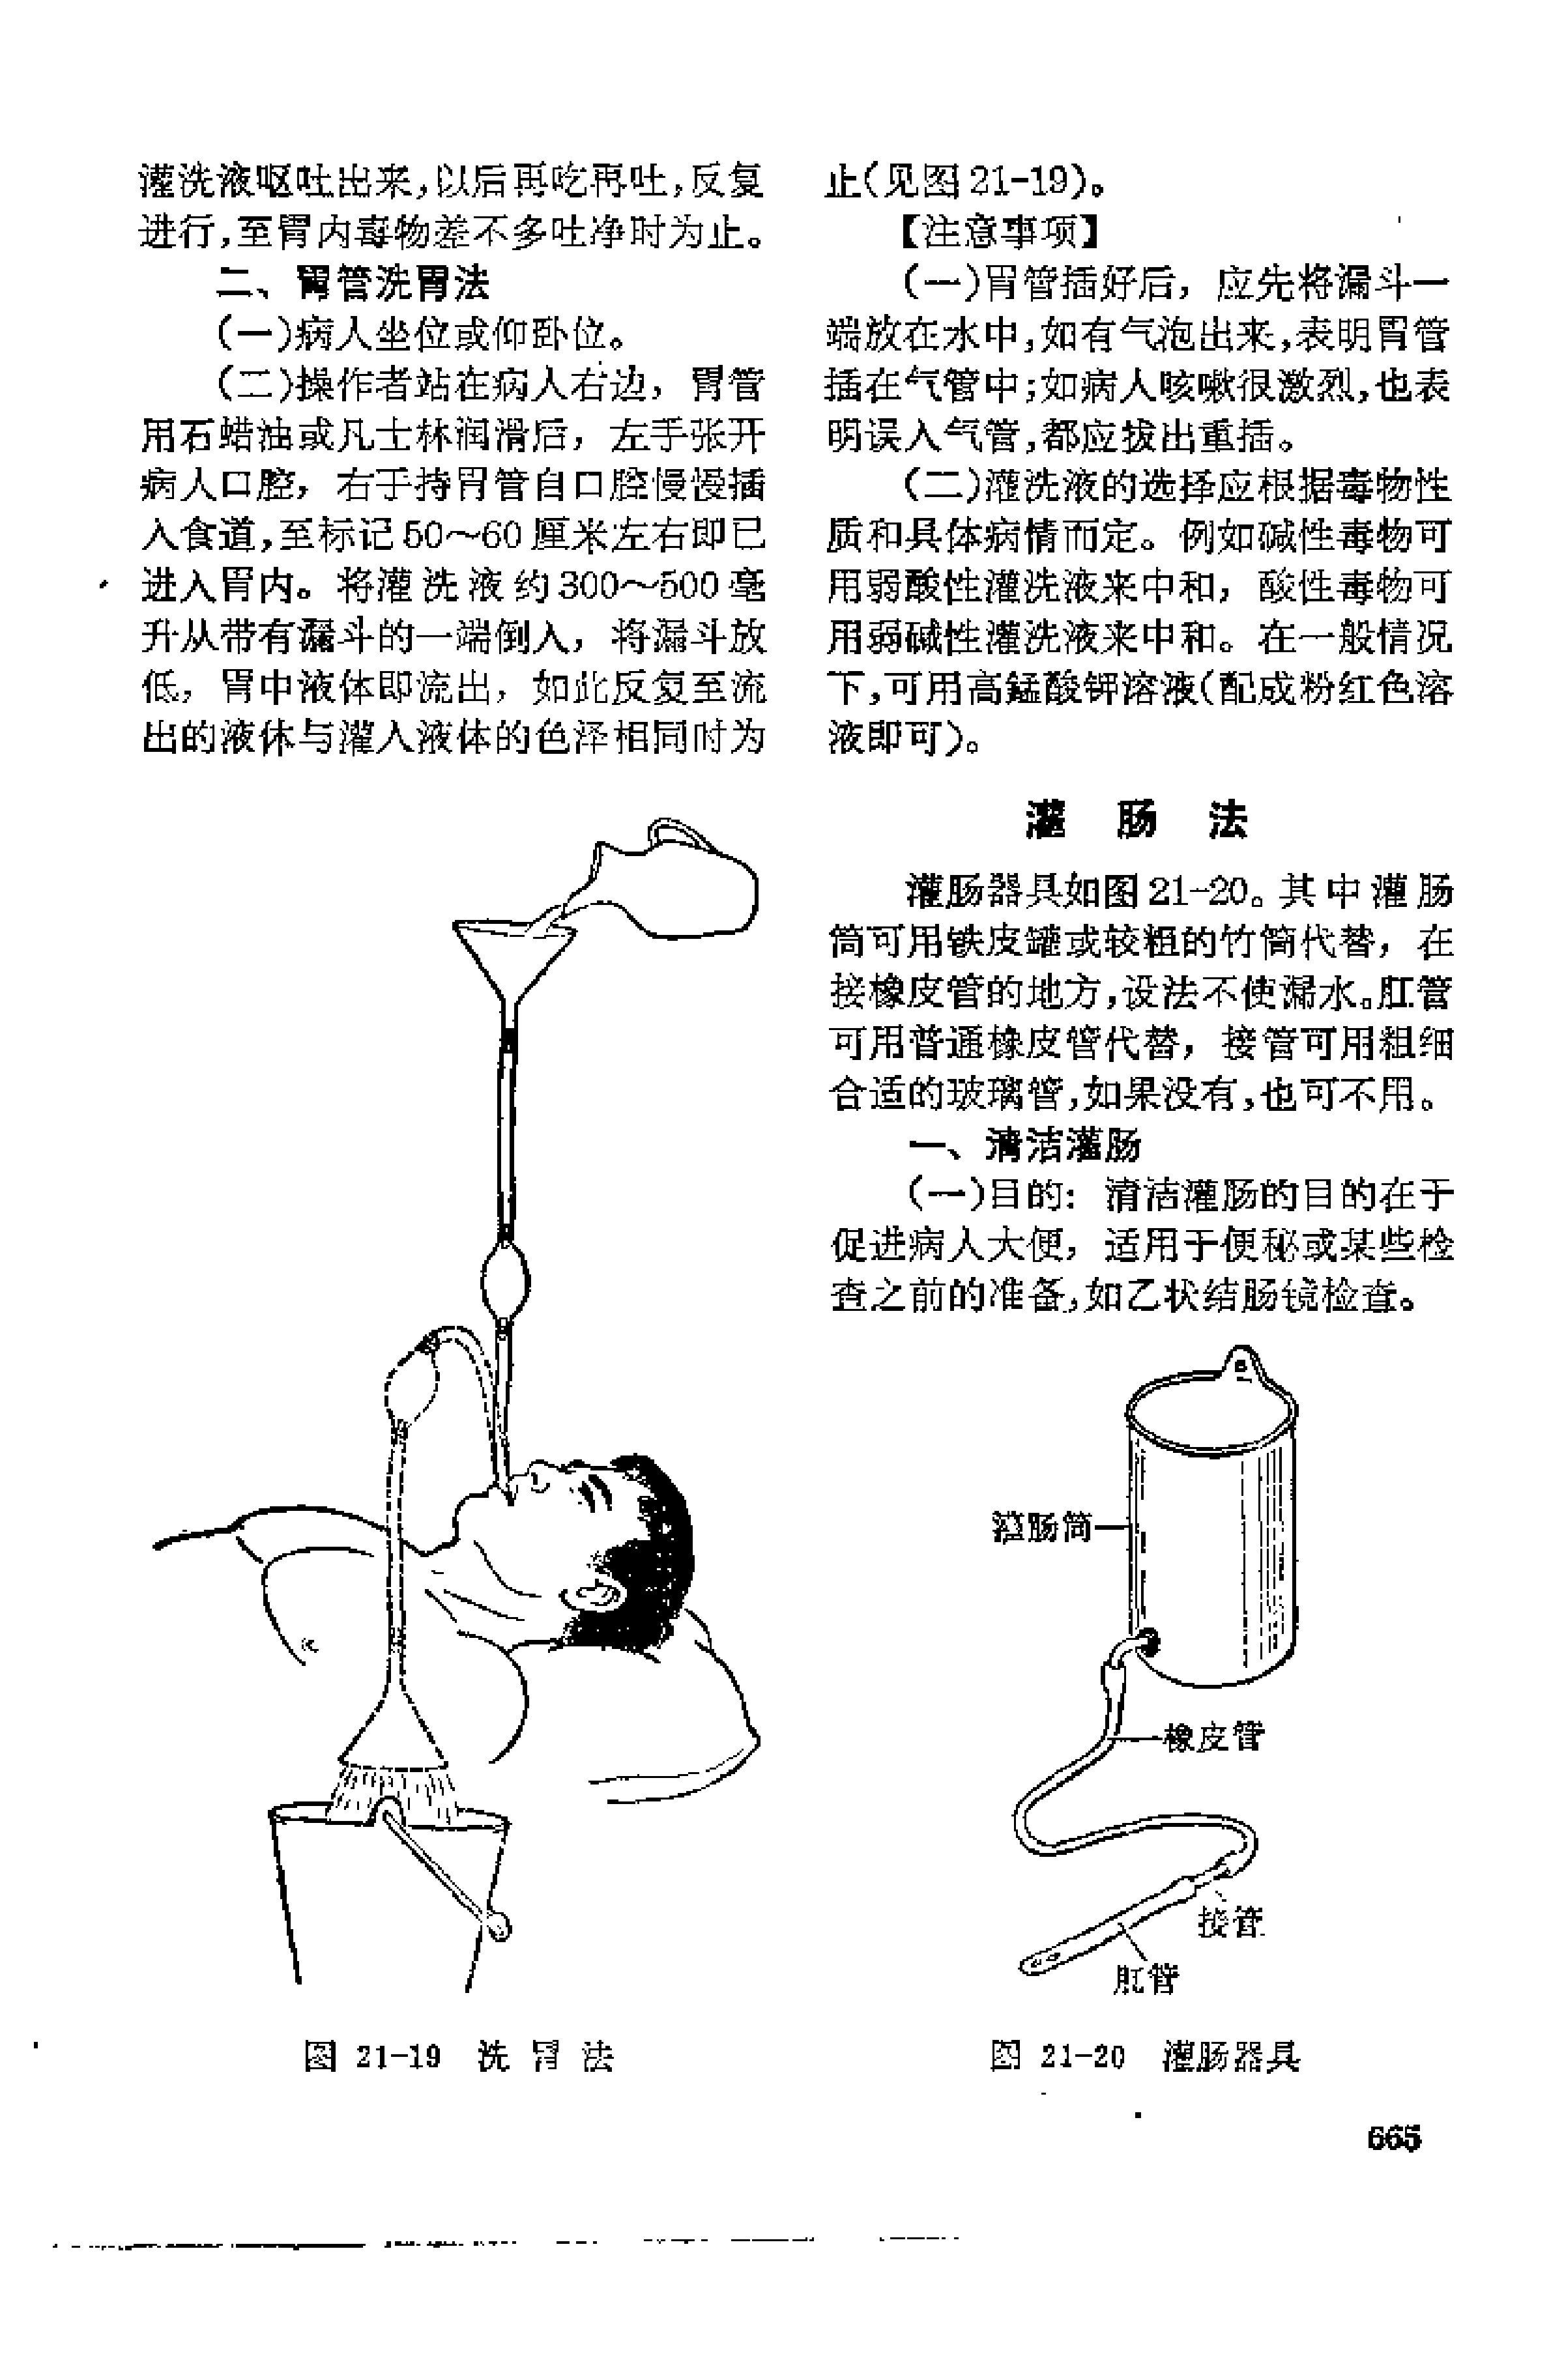 灌洗液呕吐出来，以后再吃再吐，反复
进行，至胃内毒物差不多吐净时为止。
二、胃管洗胃法
（一）病人坐位或仰卧位。
（二）操作者站在病人右边，胃管
用石蜡油或凡士林润滑后，左手张开
病人口腔，右手持胃管自口腔慢慢插
入食道，至标记50～60厘米左右即已
进入胃内。将灌洗液约300～500毫
升从带有漏斗的一端倒入，将漏斗放
低，胃中液体即流出，如此反复至流
出的液体与灌入液体的色泽相同时为
图 21-19 洗胃法
止（见图21-19）。
【注意事项】
（一）胃管插好后，应先将漏斗一
端放在水中，如有气泡出来，表明胃管
插在气管中；如病人咳嗽很激烈，也表
明误入气管，都应拔出重插。
（二）灌洗液的选择应根据毒物性
质和具体病情而定。例如碱性毒物可
用弱酸性灌洗液来中和，酸性毒物可
用弱碱性灌洗液来中和。在一般情况
下，可用高锰酸钾溶液（配成粉红色溶
液即可）。
灌肠法
灌肠器具如图21-20。其中灌肠
筒可用铁皮罐或较粗的竹筒代替，在
接橡皮管的地方，设法不使漏水。肛管
可用普通橡皮管代替，接管可用粗细
合适的玻璃管，如果没有，也可不用。
一、清洁灌肠
（一）目的：清洁灌肠的目的在于
促进病人大便，适用于便秘或某些检
查之前的准备，如乙状结肠镜检查。
灌肠筒
橡皮管
接管
肛管
图 21-20 灌肠器具
665